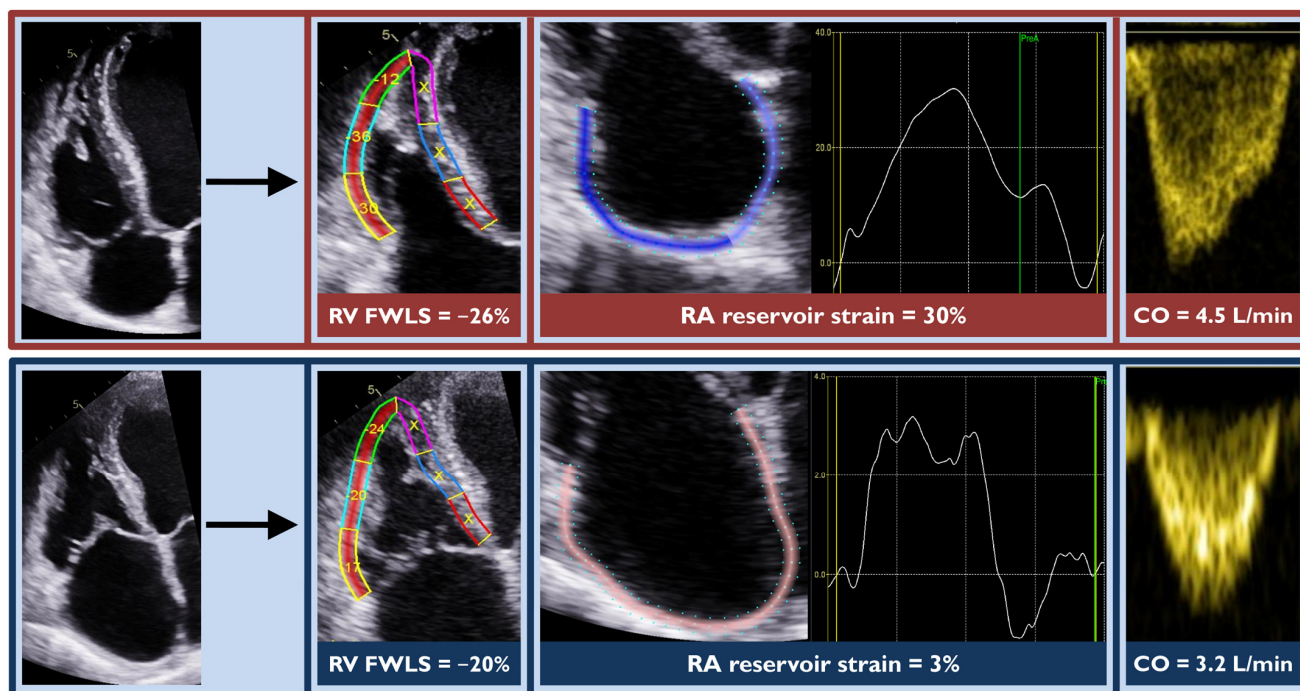 5
5
-12
-36
-30
X
X
X
RV FWLS = –26%
40.0
20.0
0.0
PreA
RA reservoir strain = 30%
CO = 4.5 L/min
5
5
-24
-20
17
X
X
X
RV FWLS = –20%
4.0
2.0
0.0
RA reservoir strain = 3%
CO = 3.2 L/min